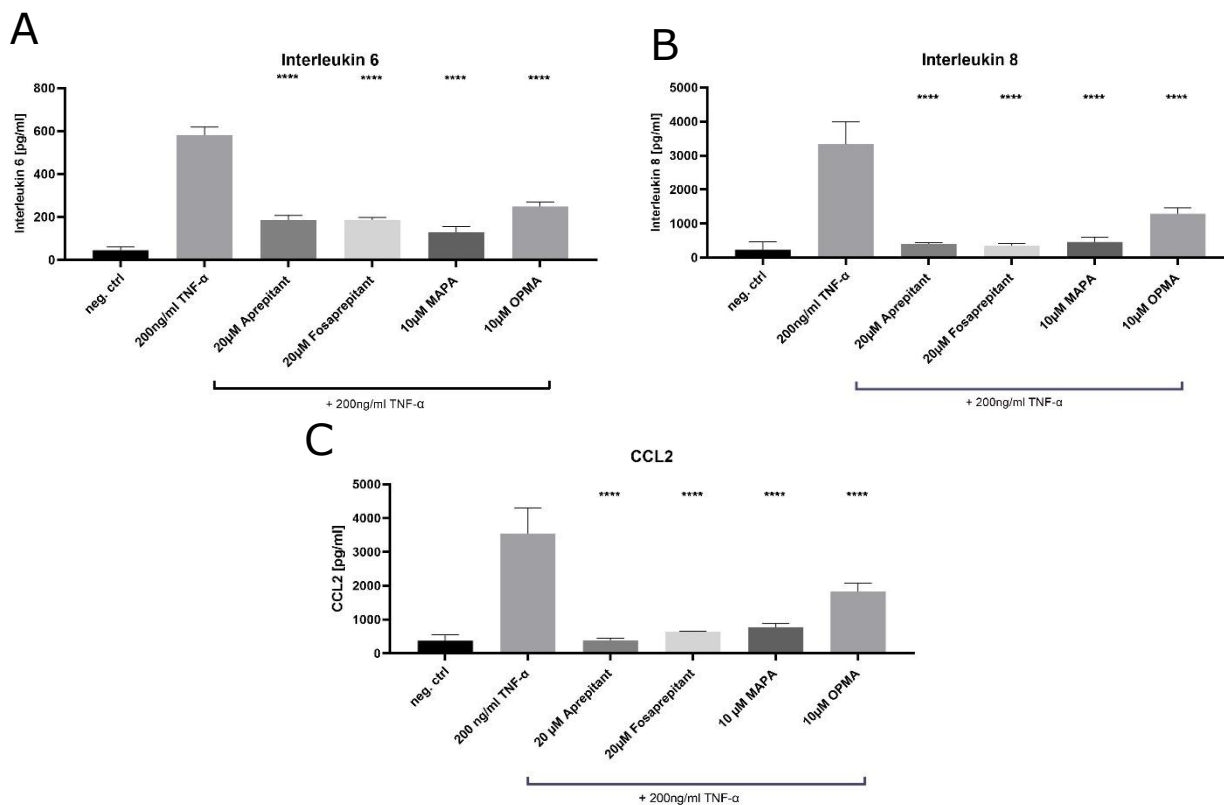 A
Interleukin 6
**** **** **** ****
800
600
400
200
0
Interleukin 6 [pg/ml]
neg. ctrl
200ng/ml TNF-α
20µM Aprepitant
20µM Fosaprepitant
10µM MAPA
10µM OPMA
+ 200ng/ml TNF-α
B
Interleukin 8
**** **** **** ****
5000
4000
3000
2000
1000
0
Interleukin 8 [pg/ml]
neg. ctrl
200ng/ml TNF-α
20µM Aprepitant
20µM Fosaprepitant
10µM MAPA
10µM OPMA
+ 200ng/ml TNF-α
C
CCL2
**** **** **** ****
5000
4000
3000
2000
1000
0
CCL2 [pg/ml]
neg. ctrl
200 ng/ml TNF-α
20 µM Aprepitant
20µM Fosaprepitant
10 µM MAPA
10µM OPMA
+ 200ng/ml TNF-α